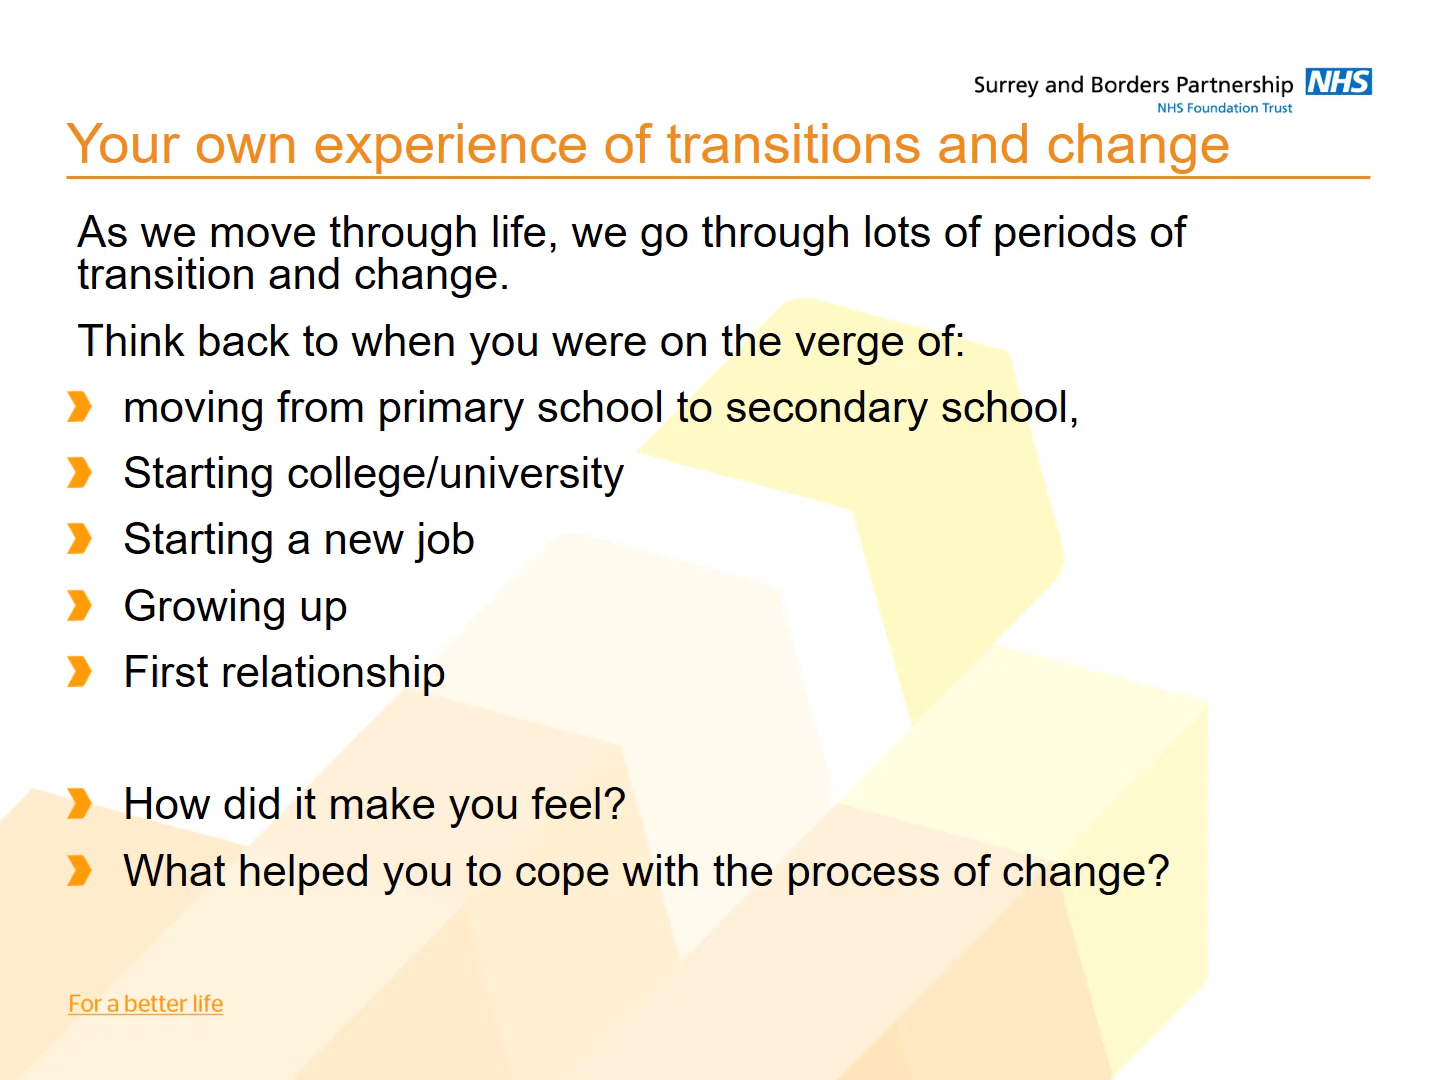 Surrey and Borders Partnership NHS
NHS Foundation Trust
Your own experience of transitions and change
As we move through life, we go through lots of periods of
transition and change.
Think back to when you were on the verge of:
moving from primary school to secondary school,
Starting college/university
Starting a new job
Growing up
First relationship
How did it make you feel?
What helped you to cope with the process of change?
For a better life